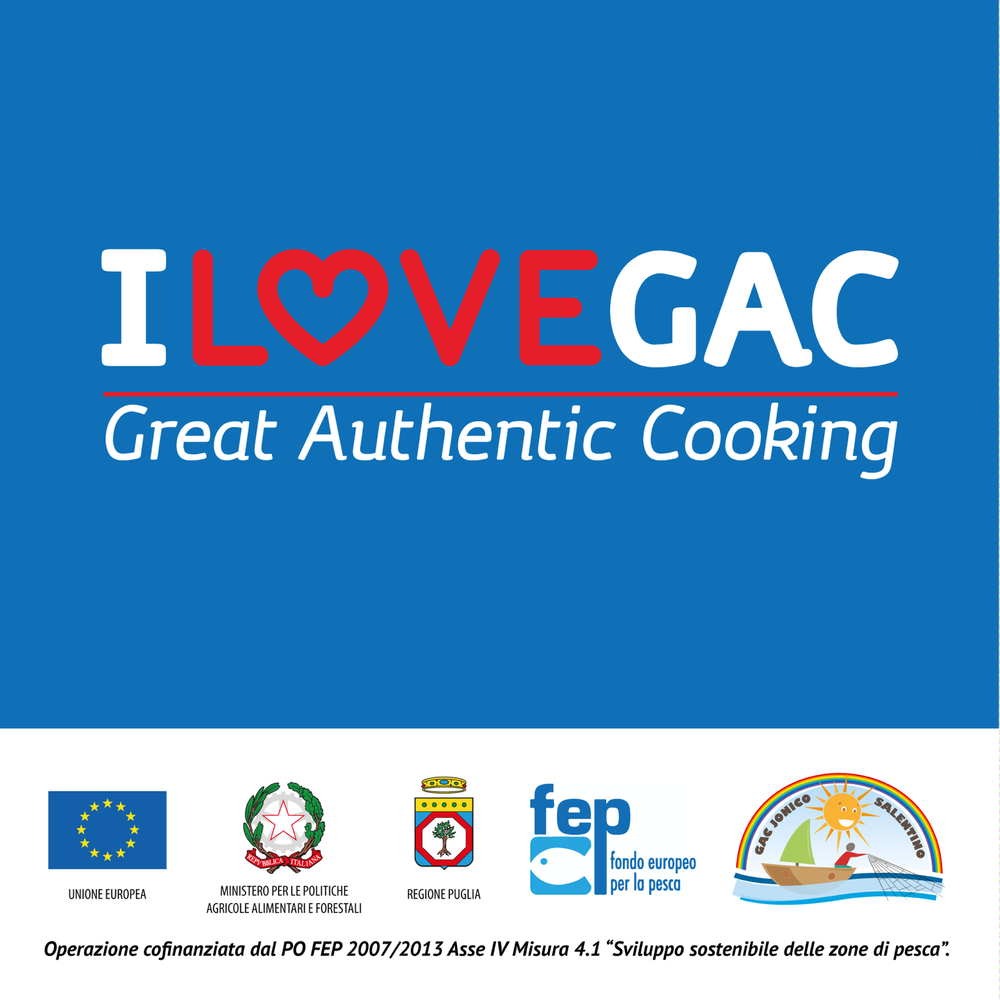 I LOVE GAC
Great Authentic Cooking
REPVBBLICA ITALIANA
fep
fondo europeo
per la pesca
GAC JONICO SALENTINO
UNIONE EUROPEA
MINISTERO PER LE POLITICHE
AGRICOLE ALIMENTARI E FORESTALI
REGIONE PUGLIA
Operazione cofinanziata dal PO FEP 2007/2013 Asse IV Misura 4.1 “Sviluppo sostenibile delle zone di pesca”.